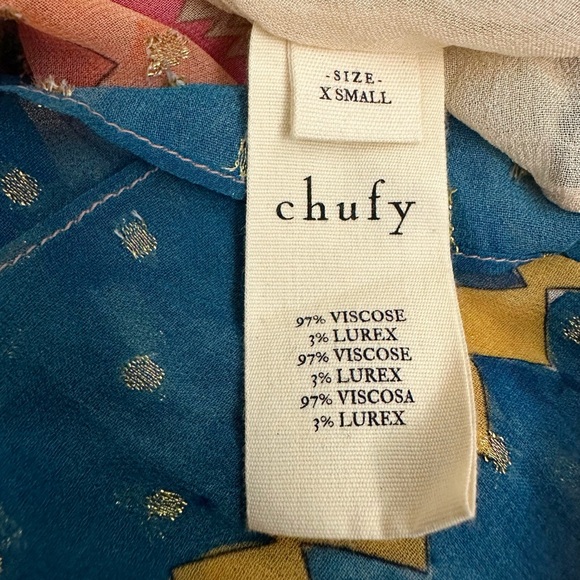 -SIZE-
X SMALL
chufy
97% VISCOSE
3% LUREX
97% VISCOSE
3% LUREX
97% VISCOSA
3% LUREX